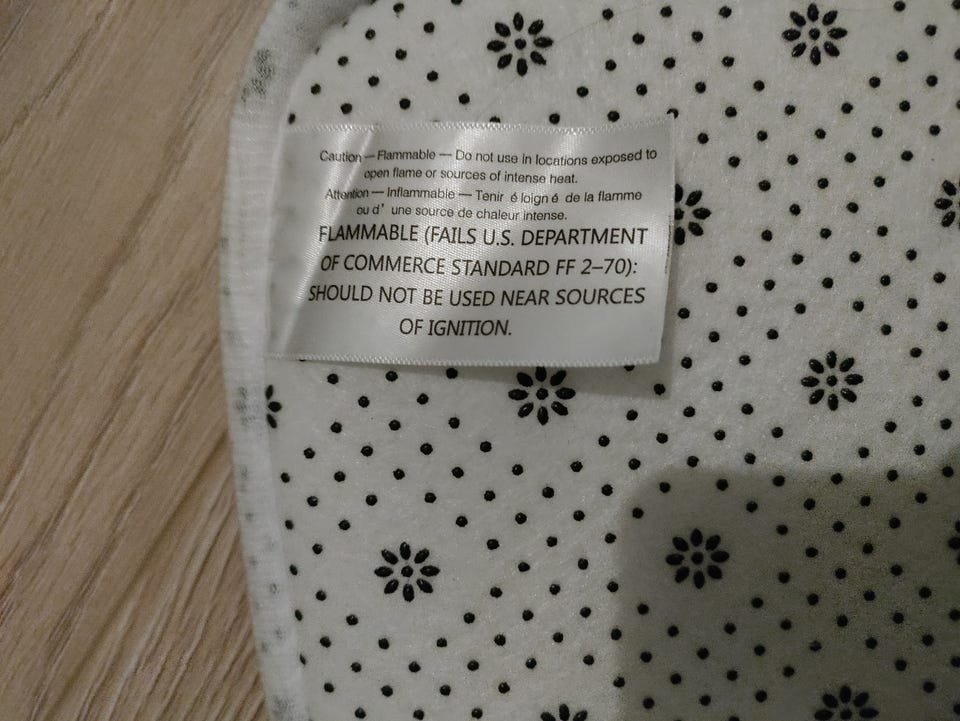 Caution — Flammable — Do not use in locations exposed to
open flame or sources of intense heat.
Attention — Inflammable — Tenir é loign é de la flamme
ou d' une source de chaleur intense.
FLAMMABLE (FAILS U.S. DEPARTMENT
OF COMMERCE STANDARD FF 2–70):
SHOULD NOT BE USED NEAR SOURCES
OF IGNITION.